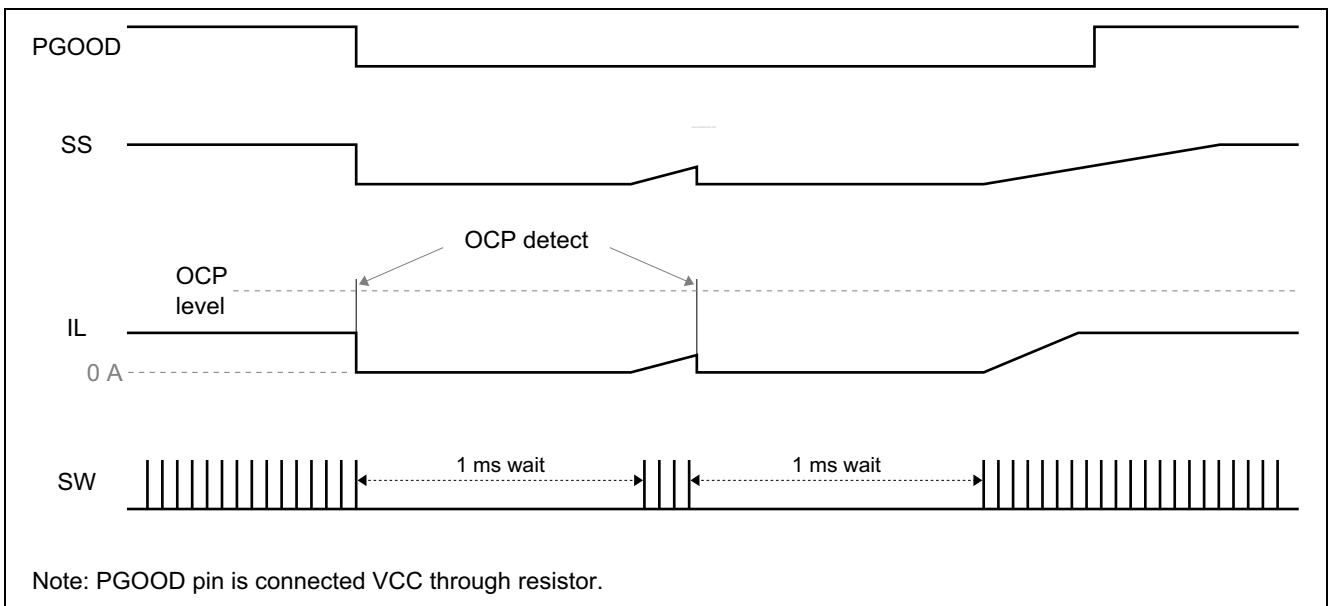 PGOOD
SS
OCP detect
OCP
level
IL
0 A
1 ms wait
1 ms wait
SW
Note: PGOOD pin is connected VCC through resistor.